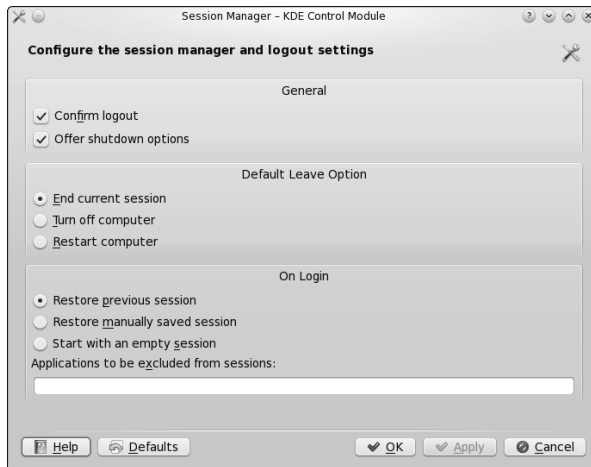 Session Manager – KDE Control Module
Configure the session manager and logout settings
General
Confirm logout
Offer shutdown options
Default Leave Option
End current session
Turn off computer
Restart computer
On Login
Restore previous session
Restore manually saved session
Start with an empty session
Applications to be excluded from sessions:
Help Defaults OK Apply Cancel